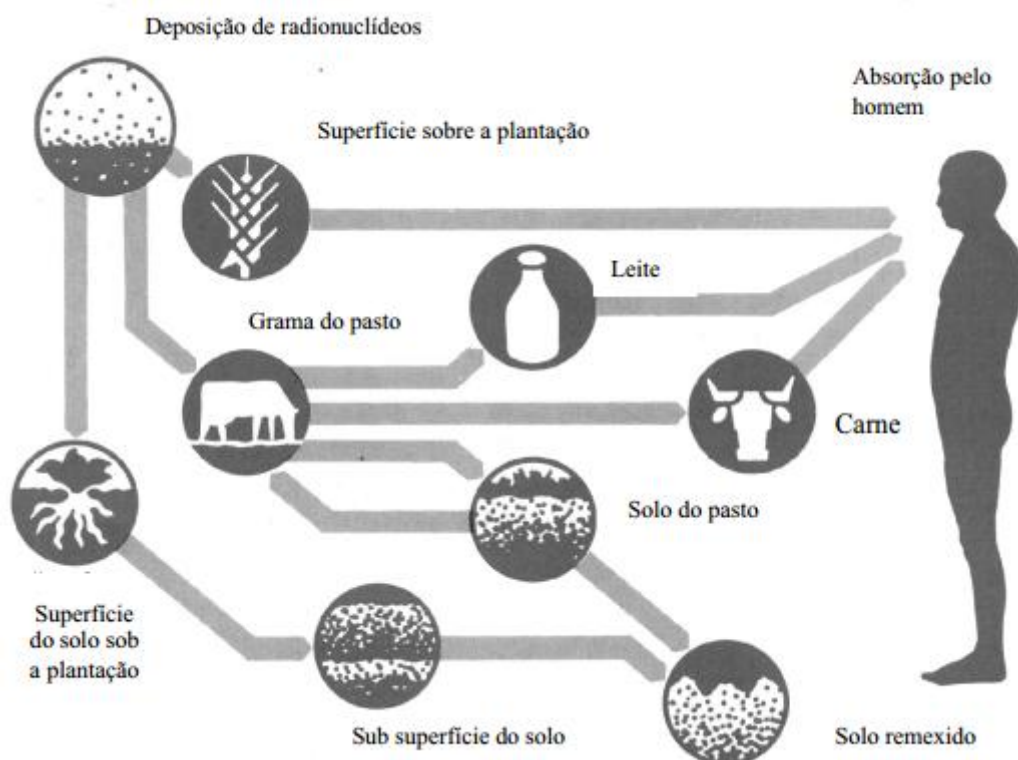 Deposição de radionuclídeos
Absorção pelo
homem
Superfície sobre a plantação
Leite
Grama do pasto
Carne
Solo do pasto
Superfície
do solo sob
a plantação
Sub superfície do solo
Solo remexido